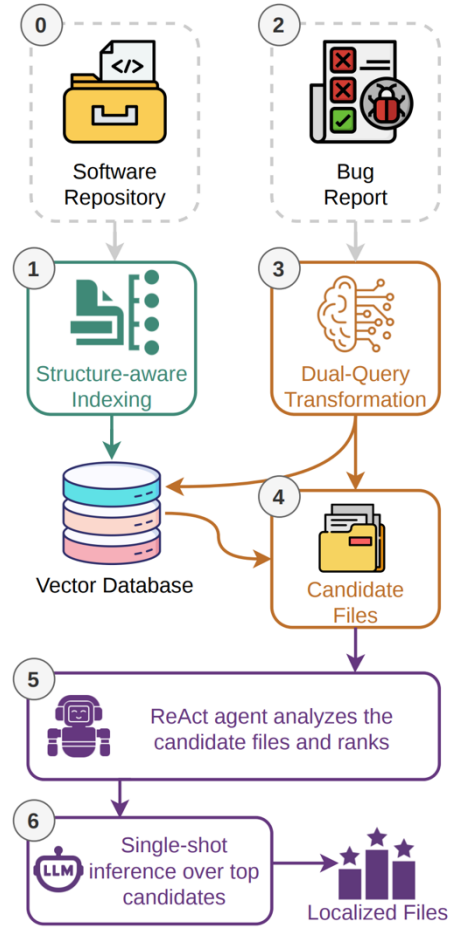 0
2
</>
Software
Repository
Bug
Report
1
3
Structure-aware
Indexing
Dual-Query
Transformation
4
Vector Database
Candidate
Files
5
ReAct agent analyzes the
candidate files and ranks
6
LLM
Single-shot
inference over top
candidates
Localized Files